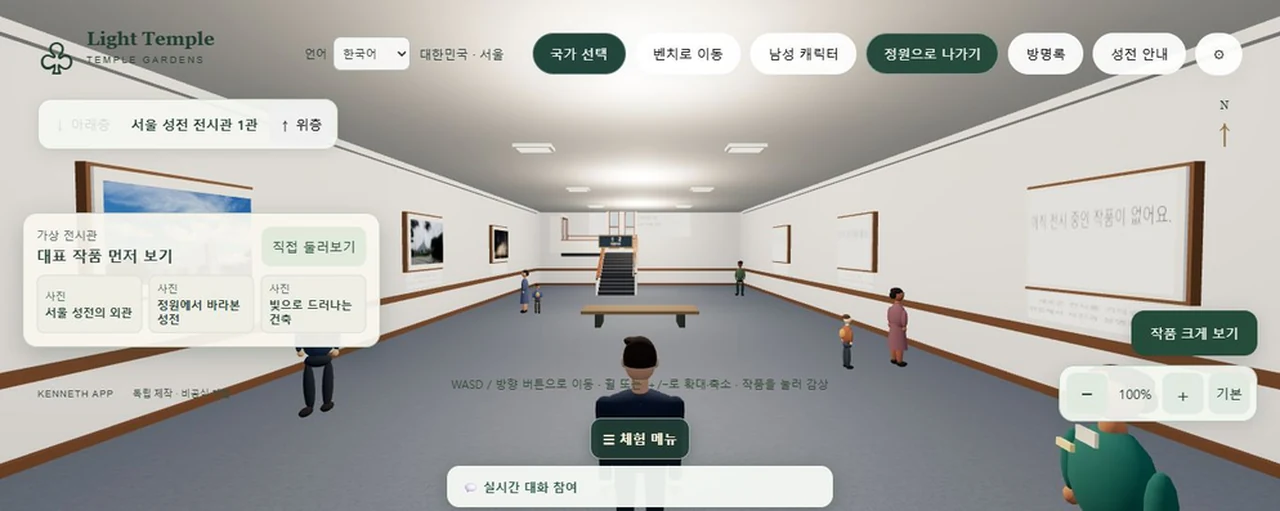 Light Temple
TEMPLE GARDENS
언어 한국어 대한민국 · 서울 국가 선택 벤치로 이동 남성 캐릭터 정원으로 나가기 방명록 성전 안내
↓ 아래층 서울 성전 전시관 1관 ↑ 위층
N
아직 전시 중인 작품이 없어요.
가상 전시관
대표 작품 먼저 보기
직접 둘러보기
사진
서울 성전의 외관
사진
정원에서 바라본
성전
사진
빛으로 드러나는
건축
작품 크게 보기
KENNETH APP 독립 제작 · 비공식
WASD / 방향 버튼으로 이동 · 휠 또는 +/−로 확대·축소 · 작품을 눌러 감상
− 100% + 기본
☰ 체험 메뉴
실시간 대화 참여